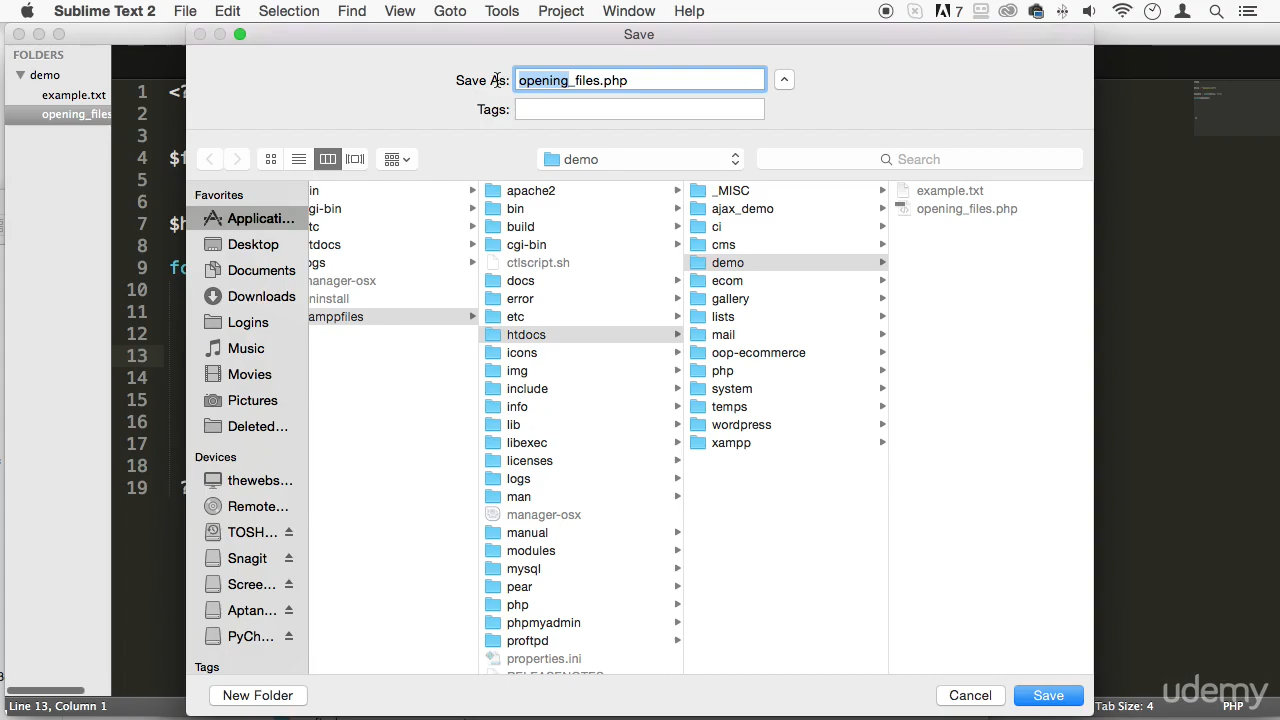 Sublime Text 2 File Edit Selection Find View Goto Tools Project Window Help 7
Save
FOLDERS
demo
example.txt
opening_files
1 <?
2
3
4 $f
5
6
7 $h
8
9 fo
10
11
12
13
14
15
16
17
18
19 ?
Save As: opening_files.php
Tags:
demo
Search
Favorites
Applicati...
Desktop
Documents
Downloads
Logins
Music
Movies
Pictures
Deleted...
Devices
thewebs...
Remote...
TOSH...
Snagit
Scree...
Aptan...
PyCh...
Tags
in
gi-bin
tc
tdocs
ogs
nanager-osx
ninstall
amppfiles
apache2
bin
build
cgi-bin
ctlscript.sh
docs
error
etc
htdocs
icons
img
include
info
lib
libexec
licenses
logs
man
manager-osx
manual
modules
mysql
pear
php
phpmyadmin
proftpd
properties.ini
RELEASENOTES
_MISC
ajax_demo
ci
cms
demo
ecom
gallery
lists
mail
oop-ecommerce
php
system
temps
wordpress
xampp
example.txt
opening_files.php
New Folder
Cancel
Save
Line 13, Column 1
Tab Size: 4
PHP
udemy